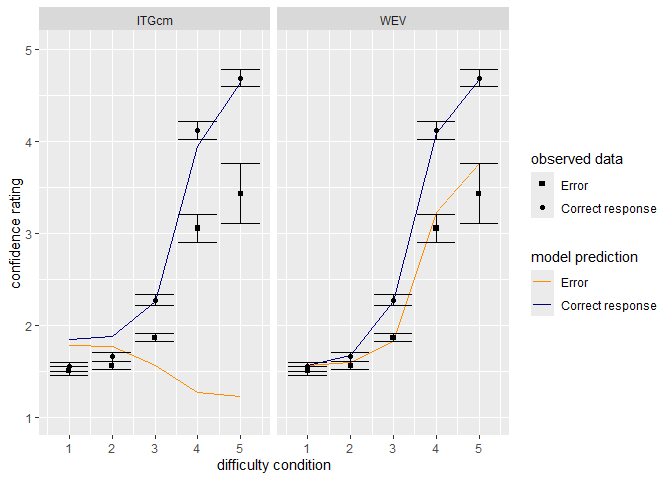 ITGcm
WEV
5
4
3
2
1
confidence rating
1 2 3 4 5
1 2 3 4 5
difficulty condition
observed data
Error
Correct response
model prediction
Error
Correct response